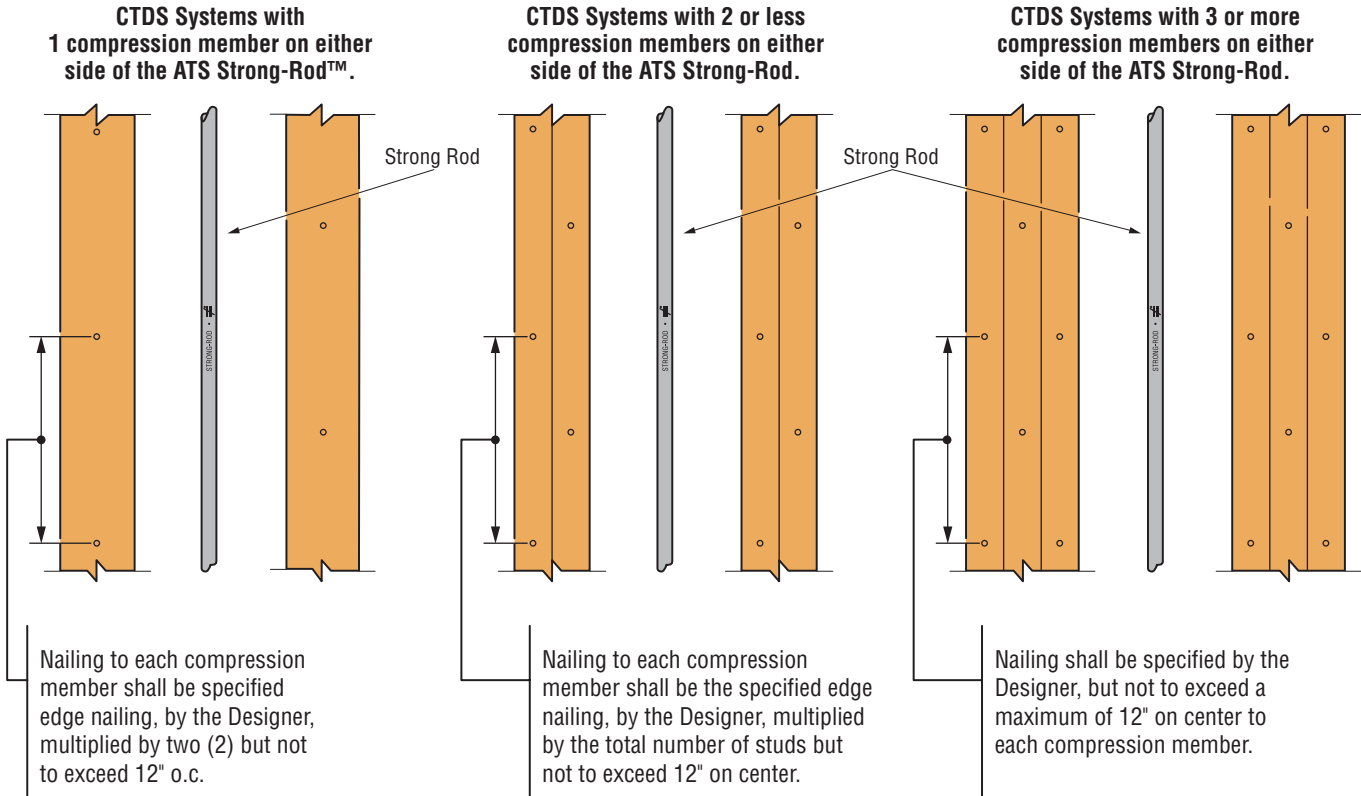 CTDS Systems with
1 compression member on either
side of the ATS Strong-Rod™.
CTDS Systems with 2 or less
compression members on either
side of the ATS Strong-Rod.
CTDS Systems with 3 or more
compression members on either
side of the ATS Strong-Rod.
Strong Rod
Strong Rod
STRONG-ROD •
STRONG-ROD •
STRONG-ROD •
Nailing to each compression
member shall be specified
edge nailing, by the Designer,
multiplied by two (2) but not
to exceed 12" o.c.
Nailing to each compression
member shall be the specified edge
nailing, by the Designer, multiplied
by the total number of studs but
not to exceed 12" on center.
Nailing shall be specified by the
Designer, but not to exceed a
maximum of 12" on center to
each compression member.